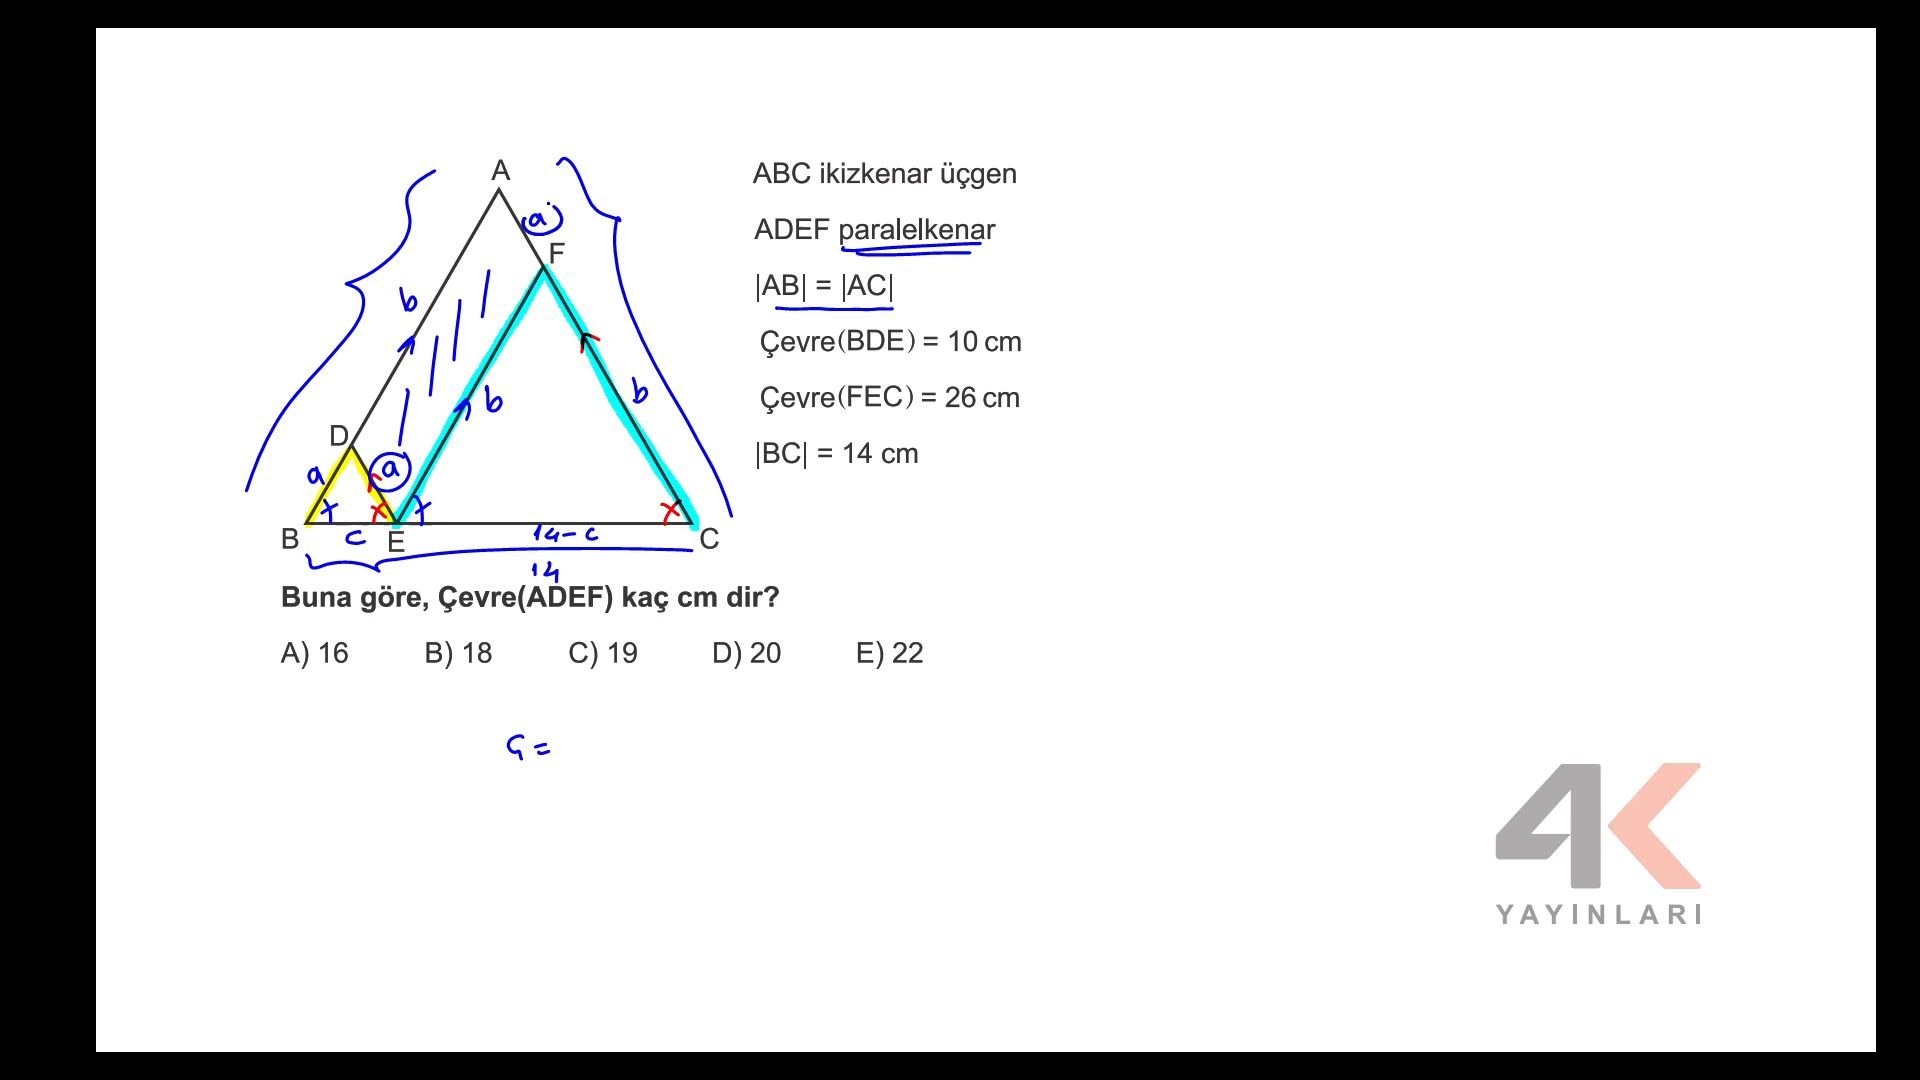 A
a
F
b
b
b
D
a
a
x
x
x
x
B
c
E
14-c
C
14
ABC ikizkenar üçgen
ADEF paralelkenar
|AB| = |AC|
Çevre(BDE) = 10 cm
Çevre(FEC) = 26 cm
|BC| = 14 cm
Buna göre, Çevre(ADEF) kaç cm dir?
A) 16 B) 18 C) 19 D) 20 E) 22
Ç =
4K
YAYINLARI